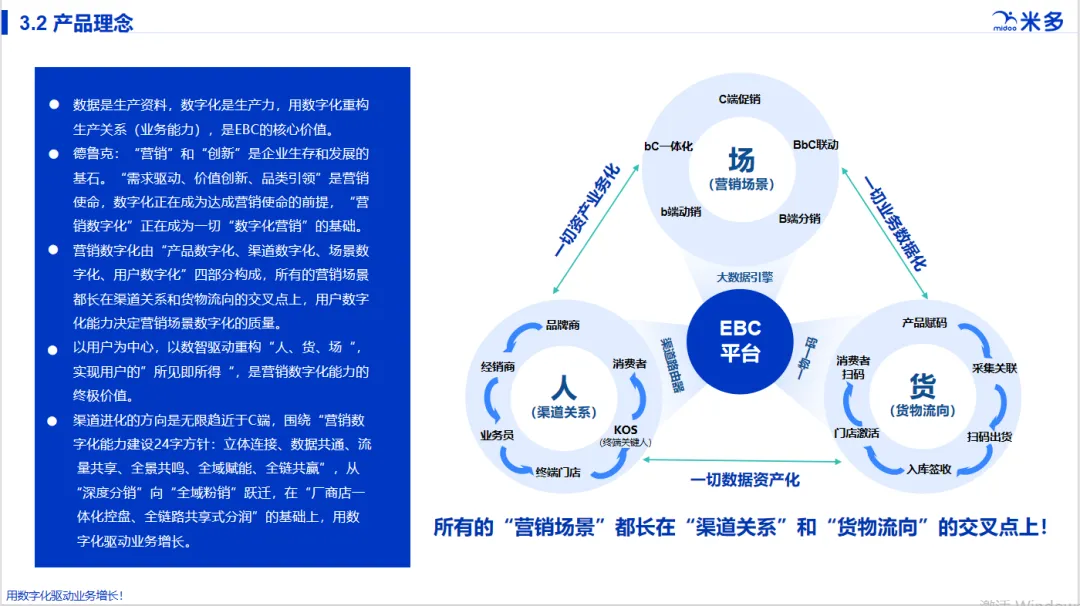 3.2 产品理念
midoo 米多
数据是生产资料，数字化是生产力，用数字化重构
生产关系（业务能力），是EBC的核心价值。
德鲁克：“营销”和“创新”是企业生存和发展的
基石。“需求驱动、价值创新、品类引领”是营销
使命，数字化正在成为达成营销使命的前提，“营
销数字化”正在成为一切“数字化营销”的基础。
营销数字化由“产品数字化、渠道数字化、场景数
字化、用户数字化”四部分构成，所有的营销场景
都长在渠道关系和货物流向的交叉点上，用户数字
化能力决定营销场景数字化的质量。
以用户为中心，以数智驱动重构“人、货、场“，
实现用户的”所见即所得“，是营销数字化能力的
终极价值。
渠道进化的方向是无限趋近于C端，围绕“营销数
字化能力建设24字方针：立体连接、数据共通、流
量共享、全景共鸣、全域赋能、全链共赢”，从
“深度分销”向“全域粉销”跃迁，在“厂商店一
体化控盘、全链路共享式分润”的基础上，用数
字化驱动业务增长。
C端促销
bC一体化
BbC联动
场
（营销场景）
b端动销
B端分销
一切资产业务化
一切业务数据化
大数据引擎
EBC
平台
渠道路由器
一物一码
品牌商
经销商
消费者
人
（渠道关系）
业务员
KOS
（终端关键人）
终端门店
产品赋码
消费者
扫码
采集关联
货
（货物流向）
门店激活
扫码出货
入库签收
一切数据资产化
所有的“营销场景”都长在“渠道关系”和“货物流向”的交叉点上！
用数字化驱动业务增长！
激活 Window